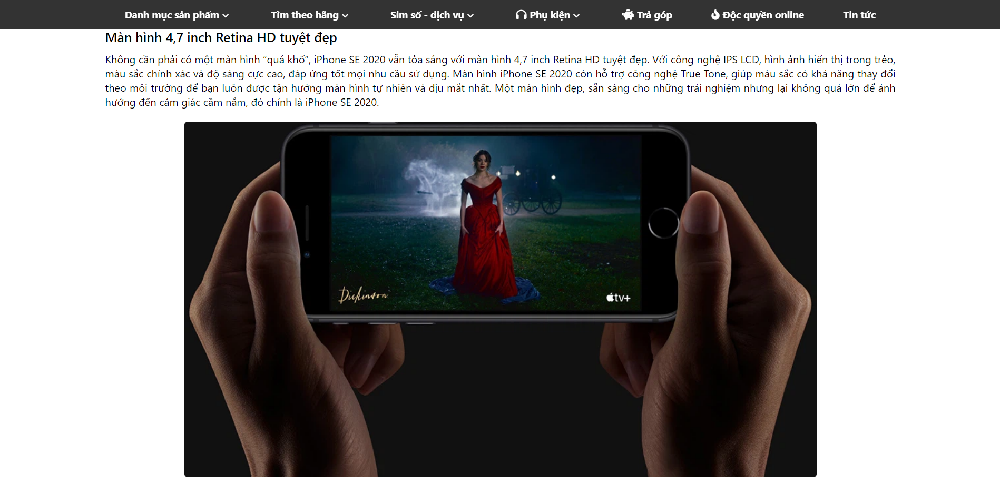 Danh mục sản phẩm Tìm theo hãng Sim số - dịch vụ Phụ kiện Trả góp Độc quyền online Tin tức
Màn hình 4,7 inch Retina HD tuyệt đẹp
Không cần phải có một màn hình “quá khổ”, iPhone SE 2020 vẫn tỏa sáng với màn hình 4,7 inch Retina HD tuyệt đẹp. Với công nghệ IPS LCD, hình ảnh hiển thị trong trẻo,
màu sắc chính xác và độ sáng cực cao, đáp ứng tốt mọi nhu cầu sử dụng. Màn hình iPhone SE 2020 còn hỗ trợ công nghệ True Tone, giúp màu sắc có khả năng thay đổi
theo môi trường để bạn luôn được tận hưởng màn hình tự nhiên và dịu mắt nhất. Một màn hình đẹp, sẵn sàng cho những trải nghiệm nhưng lại không quá lớn để ảnh
hưởng đến cảm giác cầm nắm, đó chính là iPhone SE 2020.
Dickinson
tv+